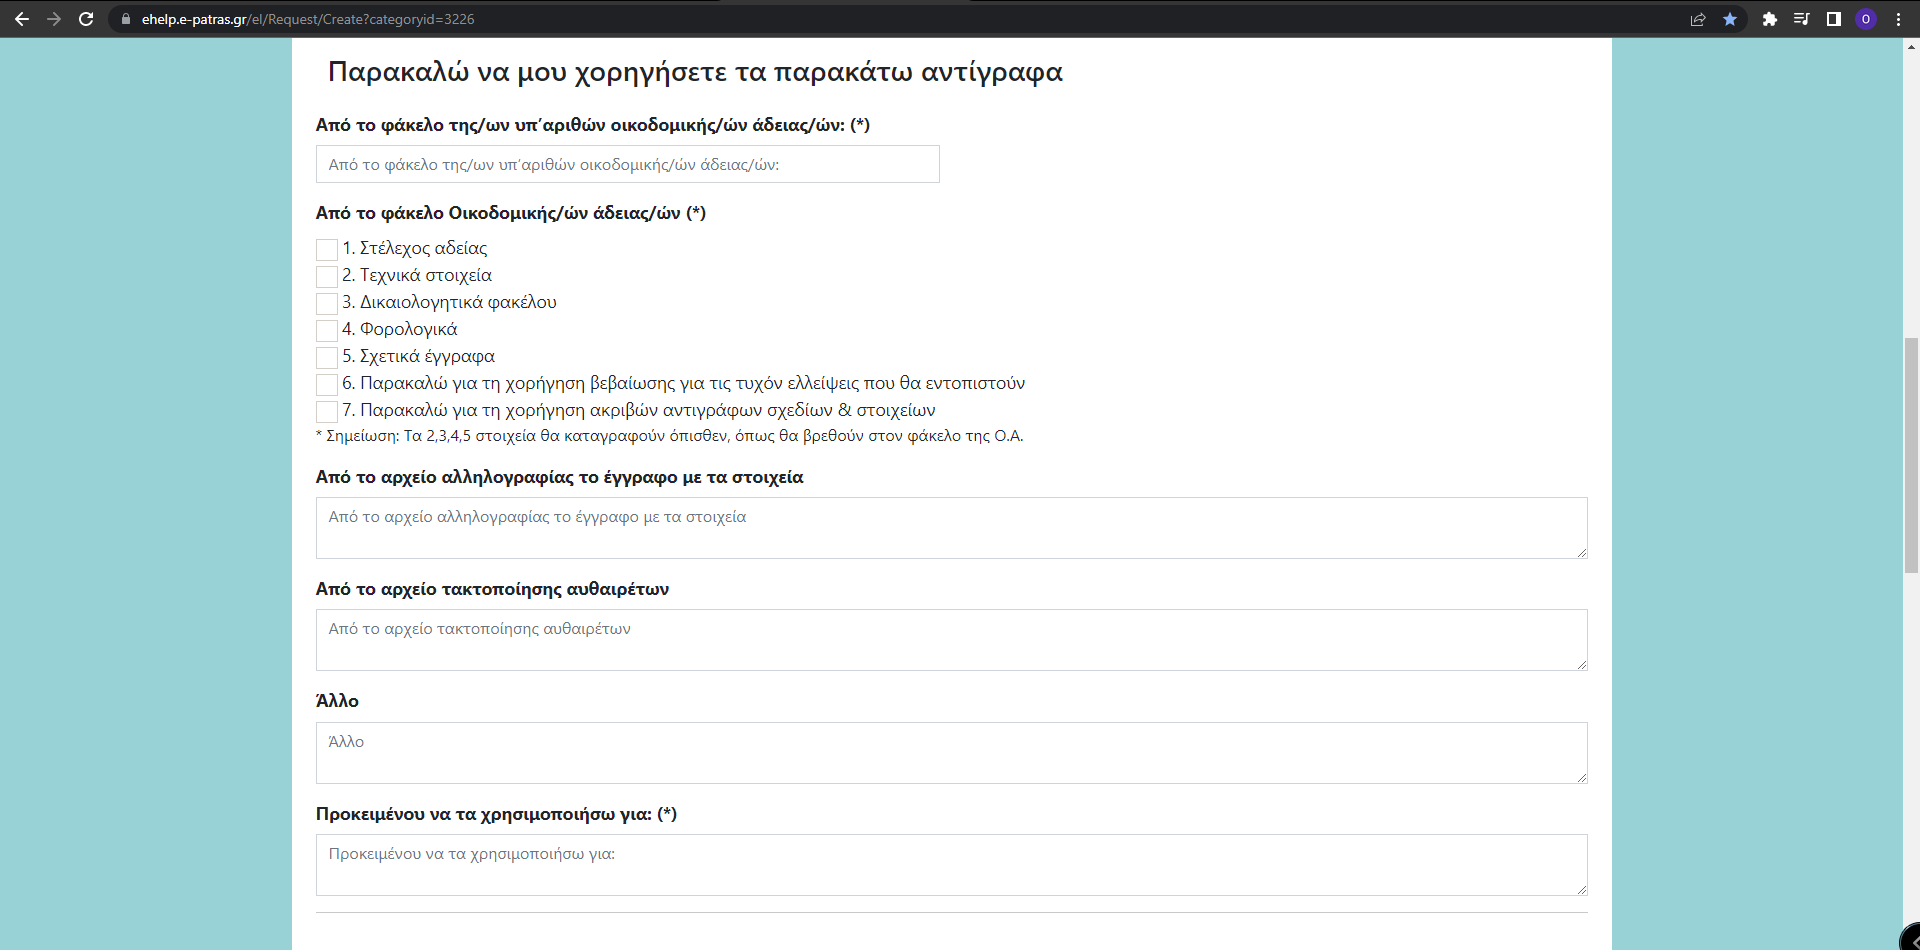 ehelp.e-patras.gr/el/Request/Create?categoryid=3226
O
Παρακαλώ να μου χορηγήσετε τα παρακάτω αντίγραφα
Από το φάκελο της/ων υπ'αριθών οικοδομικής/ών άδειας/ών: (*)
Από το φάκελο της/ων υπ'αριθών οικοδομικής/ών άδειας/ών:
Από το φάκελο Οικοδομικής/ών άδειας/ών (*)
1. Στέλεχος αδείας
2. Τεχνικά στοιχεία
3. Δικαιολογητικά φακέλου
4. Φορολογικά
5. Σχετικά έγγραφα
6. Παρακαλώ για τη χορήγηση βεβαίωσης για τις τυχόν ελλείψεις που θα εντοπιστούν
7. Παρακαλώ για τη χορήγηση ακριβών αντιγράφων σχεδίων & στοιχείων
* Σημείωση: Τα 2,3,4,5 στοιχεία θα καταγραφούν όπισθεν, όπως θα βρεθούν στον φάκελο της Ο.Α.
Από το αρχείο αλληλογραφίας το έγγραφο με τα στοιχεία
Από το αρχείο αλληλογραφίας το έγγραφο με τα στοιχεία
Από το αρχείο τακτοποίησης αυθαιρέτων
Από το αρχείο τακτοποίησης αυθαιρέτων
Άλλο
Άλλο
Προκειμένου να τα χρησιμοποιήσω για: (*)
Προκειμένου να τα χρησιμοποιήσω για: